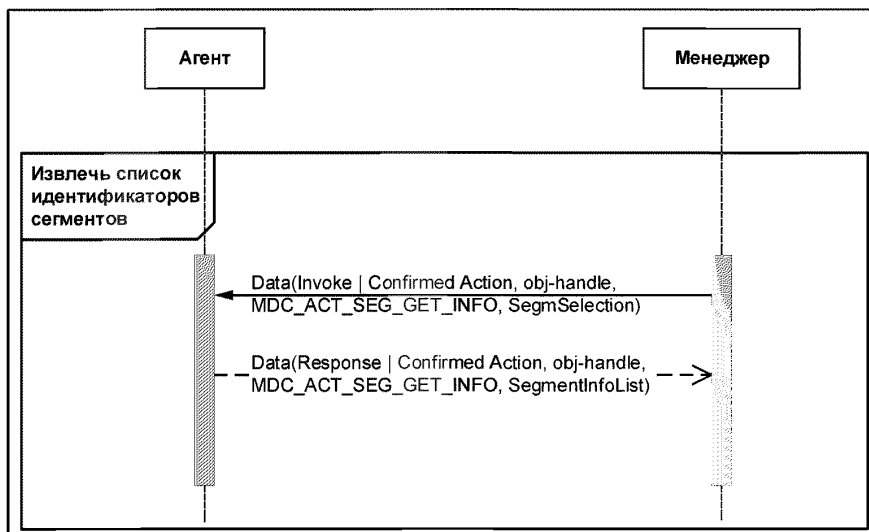 Агент
Менеджер
Извлечь список
идентификаторов
сегментов
Data(Invoke | Confirmed Action, obj-handle,
MDC_ACT_SEG_GET_INFO, SegmSelection)
Data(Response | Confirmed Action, obj-handle,
MDC_ACT_SEG_GET_INFO, SegmentInfoList)